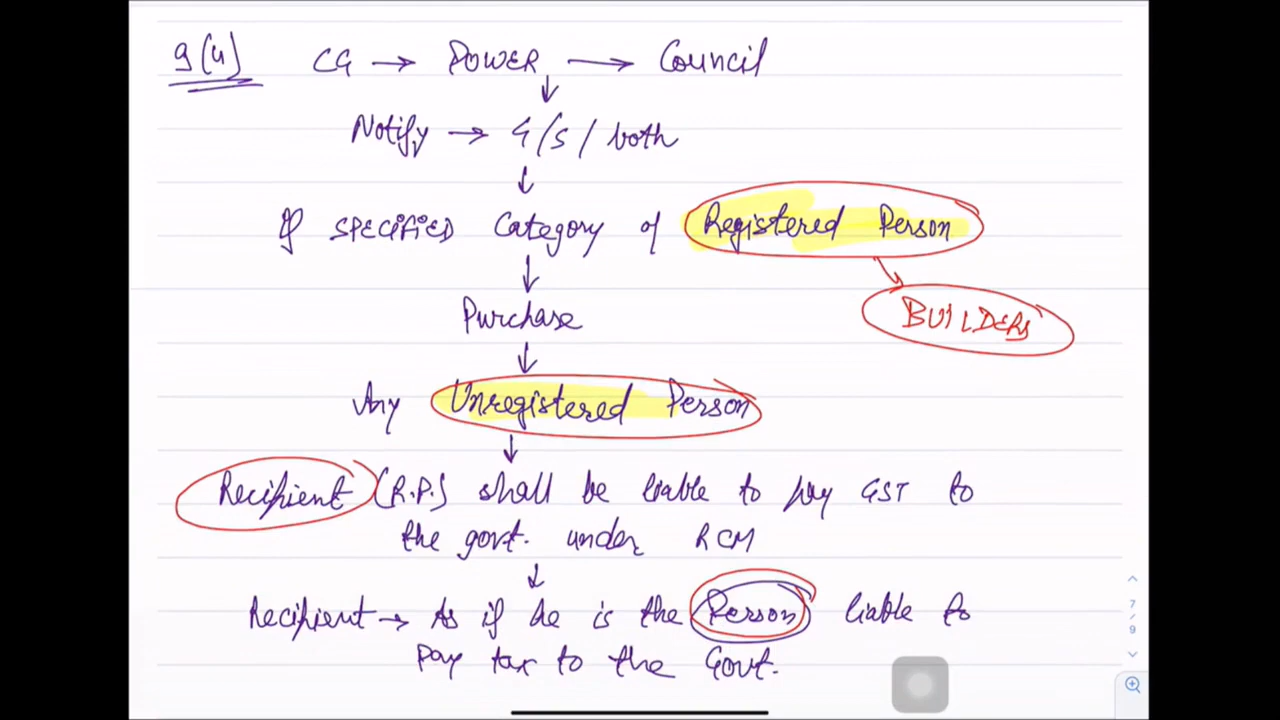 9(4) CG → POWER → Council
↓
Notify → G/S/both
↓
If SPECIFIED Category of Registered Person
↓
Purchase BUILDERS
↓
Any Unregistered Person
↓
Recipient (R.P.) shall be liable to pay GST to
the govt. under RCM
↓
Recipient → As if he is the Person liable to
Pay tax to the Govt.
7
9